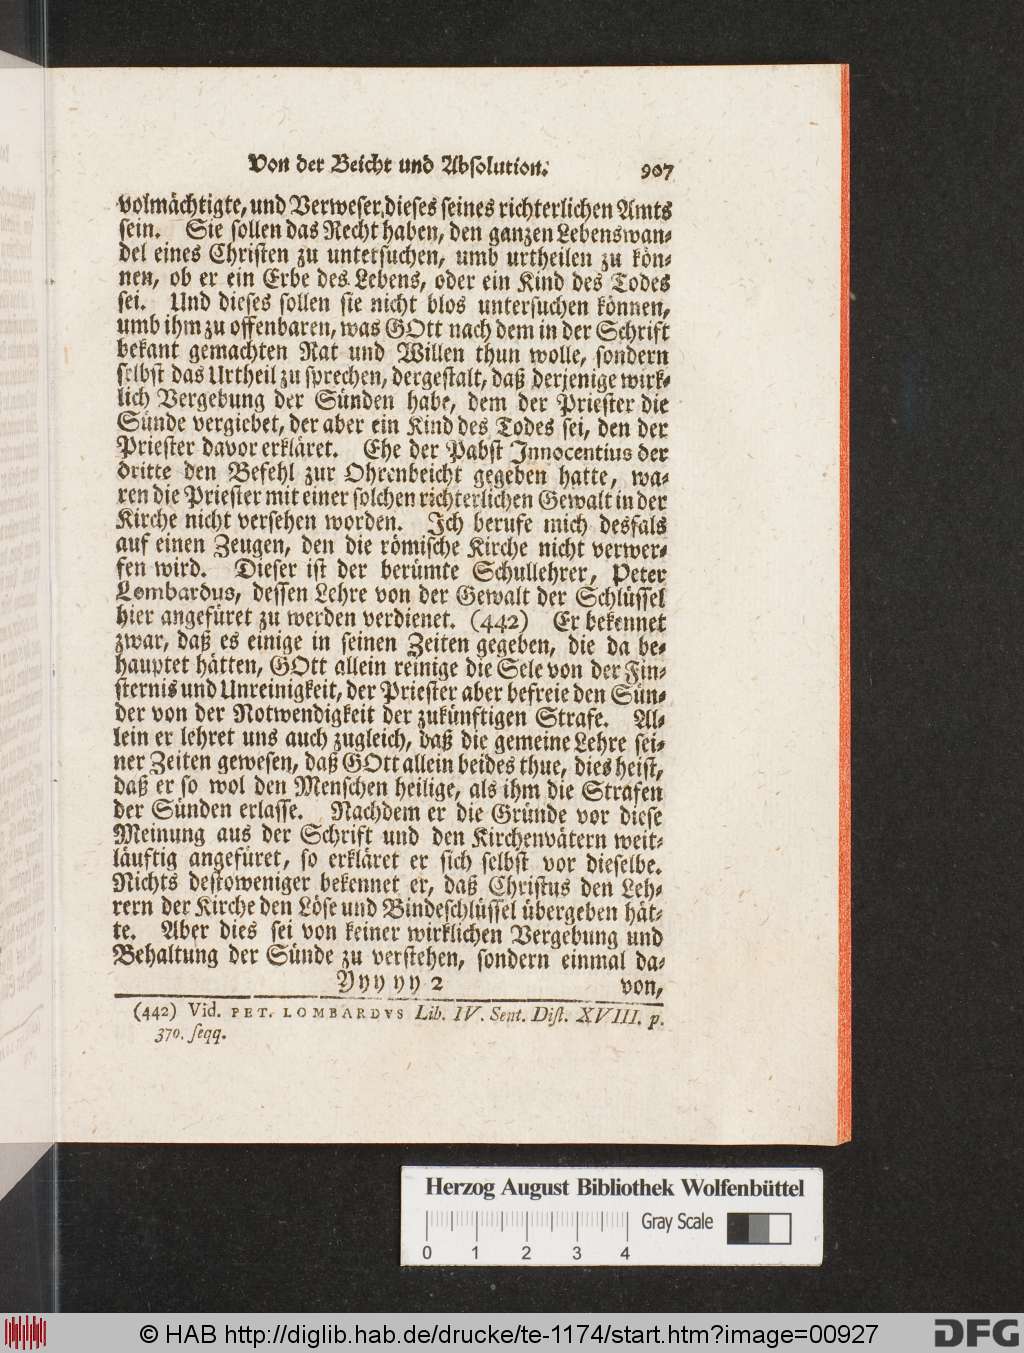 Von der Beicht und Absolution. 907
volmächtigte, und Verweser dieses seines richterlichen Amts
sein. Sie sollen das Recht haben, den ganzen Lebenswan-
del eines Christen zu untersuchen, umb urtheilen zu kön-
nen, ob er ein Erbe des Lebens, oder ein Kind des Todes
sei. Und dieses sollen sie nicht blos untersuchen können,
umb ihm zu offenbaren, was GOtt nach dem in der Schrift
bekant gemachten Rat und Willen thun wolle, sondern
selbst das Urtheil zu sprechen, dergestalt, daß derjenige wirk-
lich Vergebung der Sünden habe, dem der Priester die
Sünde vergiebet, der aber ein Kind des Todes sei, den der
Priester davor erkläret. Ehe der Pabst Innocentius der
dritte den Befehl zur Ohrenbeicht gegeben hatte, wa-
ren die Priester mit einer solchen richterlichen Gewalt in der
Kirche nicht versehen worden. Ich berufe mich desfals
auf einen Zeugen, den die römische Kirche nicht verwer-
fen wird. Dieser ist der berümte Schullehrer, Peter
Lombardus, dessen Lehre von der Gewalt der Schlüssel
hier angefüret zu werden verdienet. (442) Er bekennet
zwar, daß es einige in seinen Zeiten gegeben, die da be-
hauptet hätten, GOtt allein reinige die Sele von der Fin-
sternis und Unreinigkeit, der Priester aber befreie den Sün-
der von der Notwendigkeit der zukünftigen Strafe. Al-
lein er lehret uns auch zugleich, daß die gemeine Lehre sei-
ner Zeiten gewesen, daß GOtt allein beides thue, dies heist,
daß er so wol den Menschen heilige, als ihm die Strafen
der Sünden erlasse. Nachdem er die Gründe vor diese
Meinung aus der Schrift und den Kirchenvätern weit-
läuftig angefüret, so erkläret er sich selbst vor dieselbe.
Nichts destoweniger bekennet er, daß Christus den Leh-
rern der Kirche den Löse und Bindeschlüssel übergeben hät-
te. Aber dies sei von keiner wirklichen Vergebung und
Behaltung der Sünde zu verstehen, sondern einmal da-
Yyy yy 2 von,
(442) Vid. PET. LOMBARDVS Lib. IV. Sent. Dist. XVIII. p.
370. seqq.
Herzog August Bibliothek Wolfenbüttel
Gray Scale
0 1 2 3 4
© HAB http://diglib.hab.de/drucke/te-1174/start.htm?image=00927
DFG